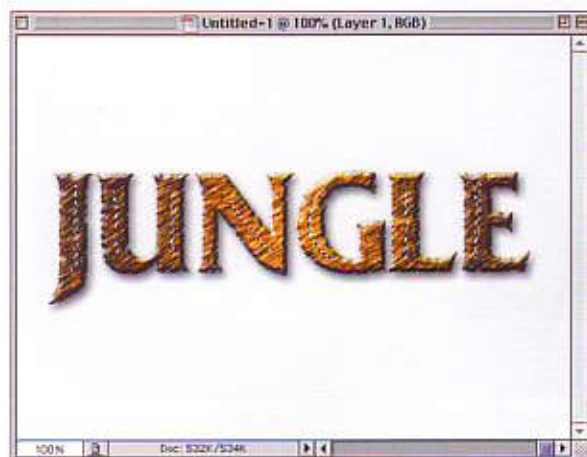 Untitled-1 @ 100% (Layer 1, RGB)
JUNGLE
100% Doc: 532K/534K